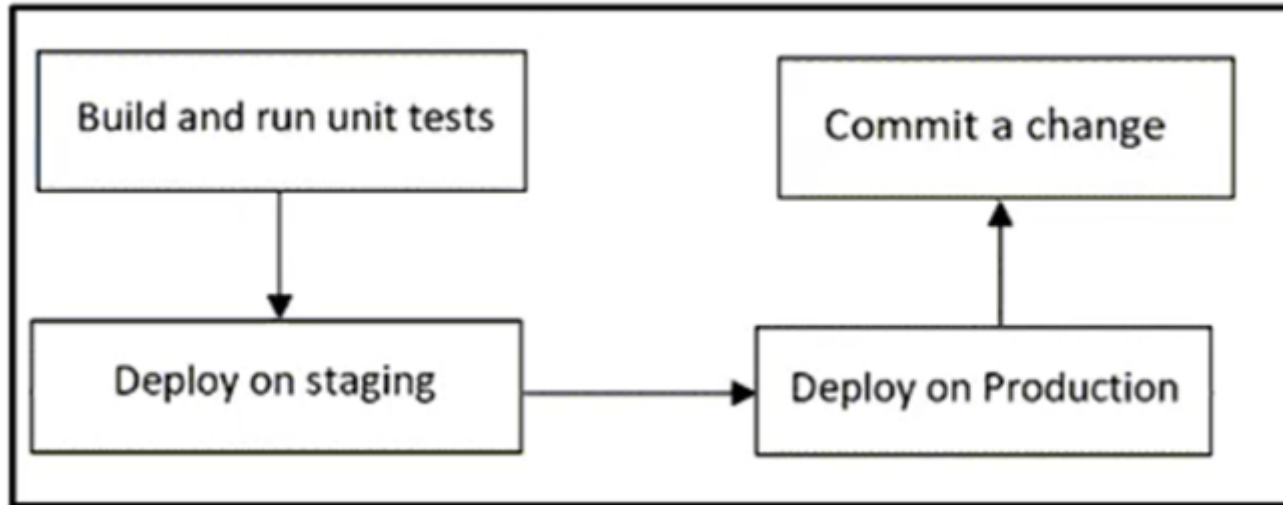 Build and run unit tests
Deploy on staging
Deploy on Production
Commit a change